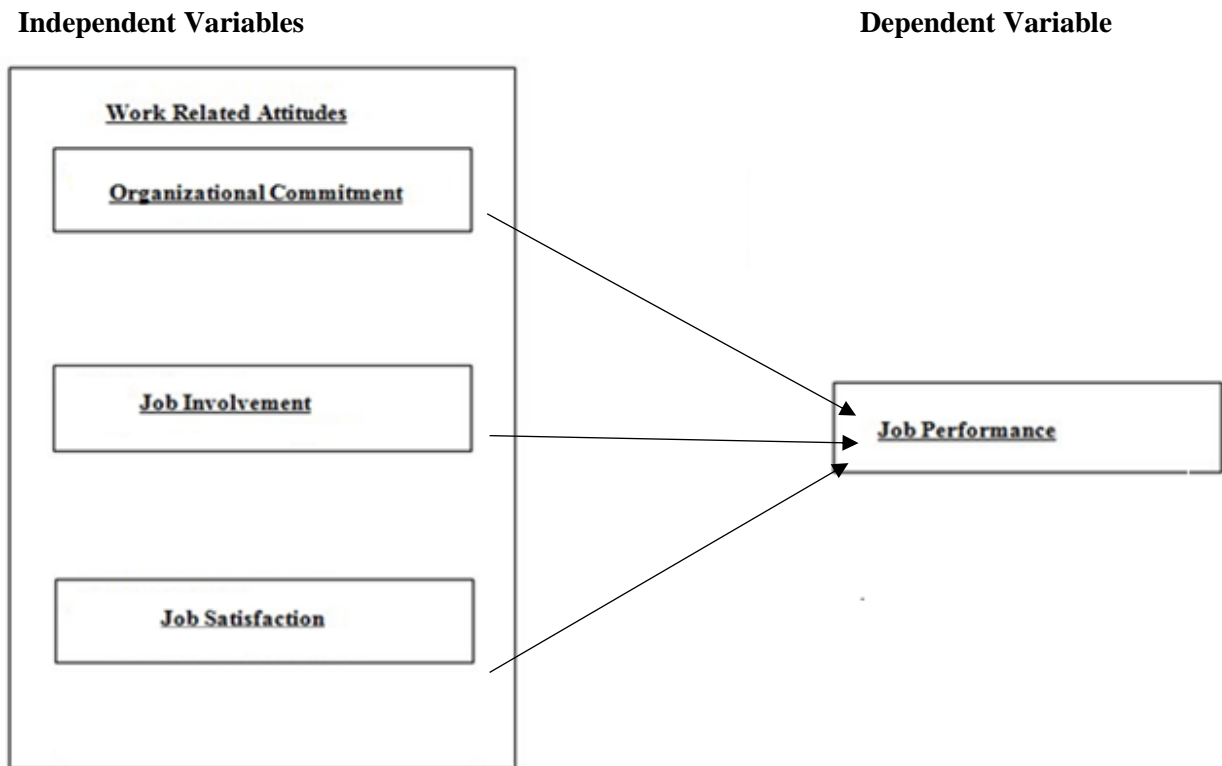 Independent Variables
Dependent Variable
Work Related Attitudes
Organizational Commitment
Job Involvement
Job Performance
Job Satisfaction